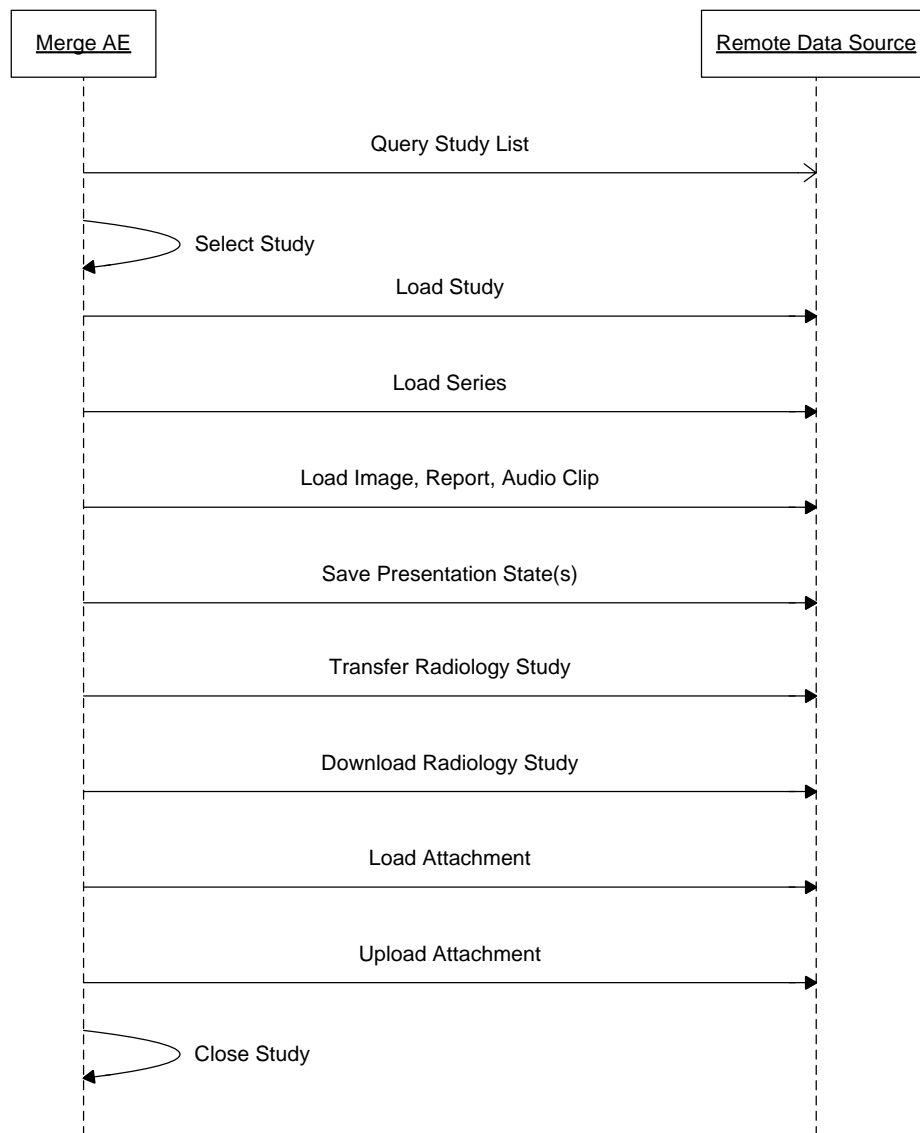 Merge AE
Remote Data Source
Query Study List
Select Study
Load Study
Load Series
Load Image, Report, Audio Clip
Save Presentation State(s)
Transfer Radiology Study
Download Radiology Study
Load Attachment
Upload Attachment
Close Study